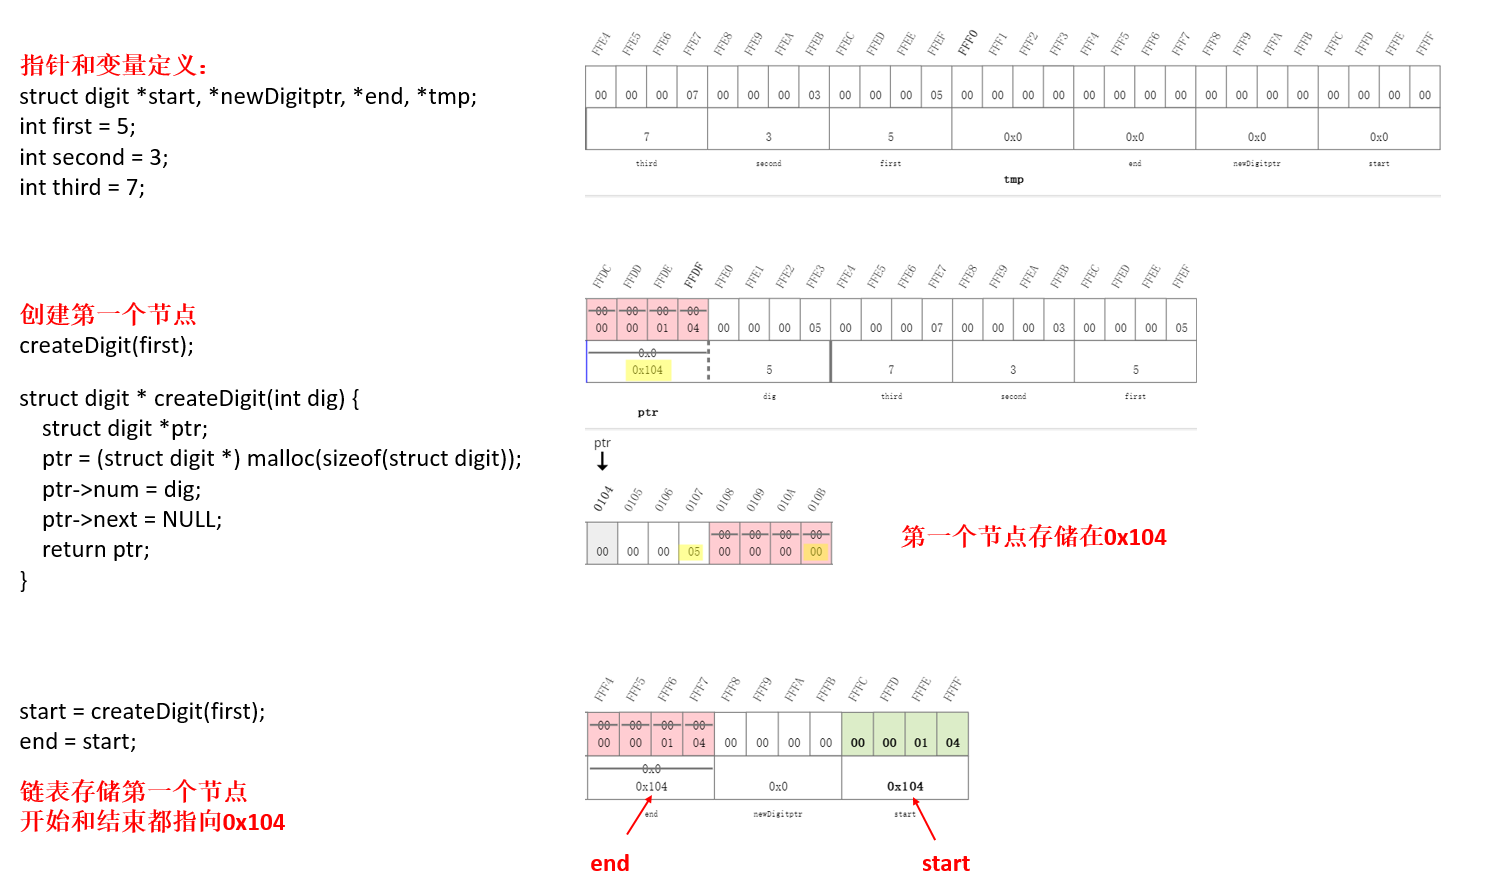 指针和变量定义：
struct digit *start, *newDigitptr, *end, *tmp;
int first = 5;
int second = 3;
int third = 7;
FFE4 FFE5 FFE6 FFE7 FFE8 FFE9 FFEA FFEB FFEC FFED FFEE FFEF FFF0 FFF1 FFF2 FFF3 FFF4 FFF5 FFF6 FFF7 FFF8 FFF9 FFFA FFFB FFFC FFFD FFFE FFFF
00 00 00 07 00 00 00 03 00 00 00 05 00 00 00 00 00 00 00 00 00 00 00 00 00 00 00 00
7 3 5 0x0 0x0 0x0 0x0
third second first end newDigitptr start
tmp
创建第一个节点
createDigit(first);
struct digit * createDigit(int dig) {
struct digit *ptr;
ptr = (struct digit *) malloc(sizeof(struct digit));
ptr->num = dig;
ptr->next = NULL;
return ptr;
}
FFDC FFDD FFDE FFDF FFE0 FFE1 FFE2 FFE3 FFE4 FFE5 FFE6 FFE7 FFE8 FFE9 FFEA FFEB FFEC FFED FFEE FFEF
00 00 00 00
00 00 01 04 00 00 00 05 00 00 00 07 00 00 00 03 00 00 00 05
0x0
0x104 5 7 3 5
dig third second first
ptr
ptr
0104 0105 0106 0107 0108 0109 010A 010B
00 00 00 00
00 00 00 05 00 00 00 00
第一个节点存储在0x104
start = createDigit(first);
end = start;
链表存储第一个节点
开始和结束都指向0x104
FFF4 FFF5 FFF6 FFF7 FFF8 FFF9 FFFA FFFB FFFC FFFD FFFE FFFF
00 00 00 00
00 00 01 04 00 00 00 00 00 00 01 04
0x0
0x104 0x0 0x104
end newDigitptr start
end start